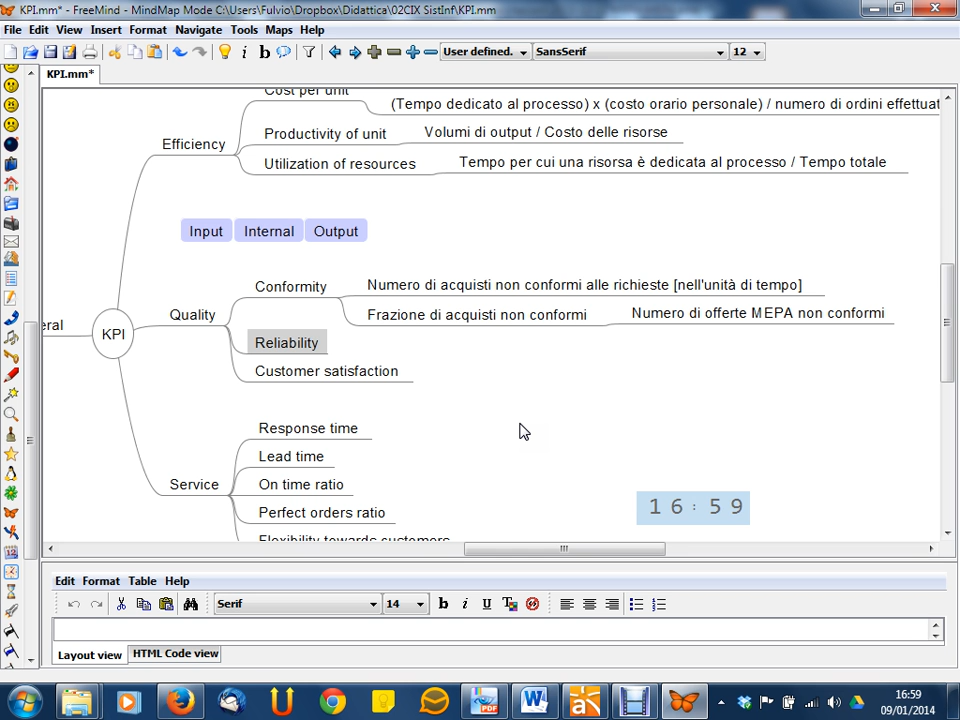 KPI.mm* - FreeMind - MindMap Mode C:\Users\Fulvio\Dropbox\Didattica\02CIX SistInf\KPI.mm
File Edit View Insert Format Navigate Tools Maps Help
User defined. SansSerif 12
KPI.mm*
Cost per unit
(Tempo dedicato al processo) x (costo orario personale) / numero di ordini effettuat
Efficiency
Productivity of unit
Volumi di output / Costo delle risorse
Utilization of resources
Tempo per cui una risorsa è dedicata al processo / Tempo totale
Input Internal Output
Conformity
Numero di acquisti non conformi alle richieste [nell'unità di tempo]
Quality
Frazione di acquisti non conformi
Numero di offerte MEPA non conformi
eral
KPI
Reliability
Customer satisfaction
Response time
Lead time
Service
On time ratio
Perfect orders ratio
Flexibility towards customers
16:59
Edit Format Table Help
Serif 14
Layout view HTML Code view
16:59
09/01/2014